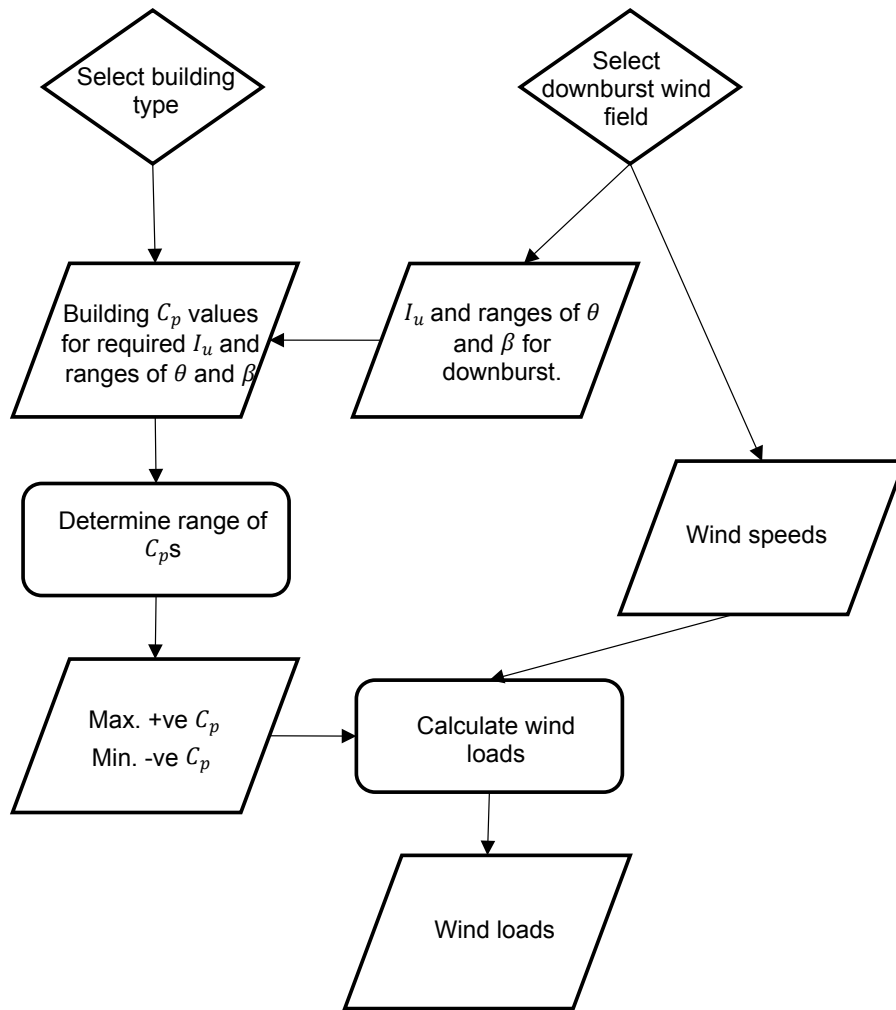 Select building
type
Select
downburst wind
field
Building 𝐶𝑝 values
for required 𝐼𝑢 and
ranges of 𝜃 and 𝛽
𝐼𝑢 and ranges of 𝜃
and 𝛽 for
downburst.
Determine range of
𝐶𝑝s
Wind speeds
Max. +ve 𝐶𝑝
Min. -ve 𝐶𝑝
Calculate wind
loads
Wind loads